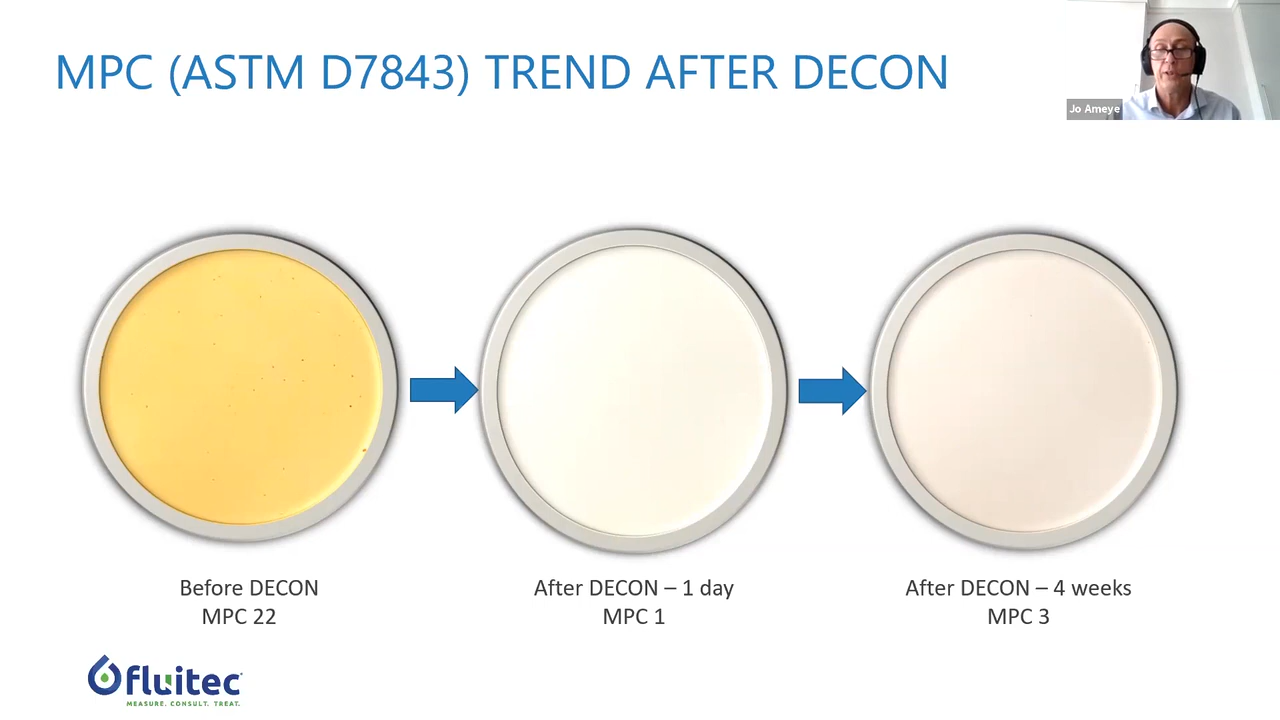 MPC (ASTM D7843) TREND AFTER DECON
Jo Ameye
Before DECON
MPC 22
After DECON – 1 day
MPC 1
After DECON – 4 weeks
MPC 3
fluitec
MEASURE. CONSULT. TREAT.